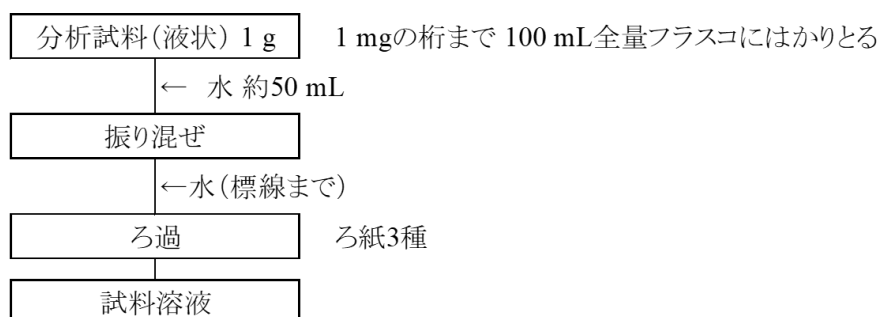 分析試料(液状) 1 g 1 mgの桁まで 100 mL全量フラスコにはかりとる
← 水 約50 mL
振り混ぜ
←水(標線まで)
ろ過 ろ紙3種
試料溶液